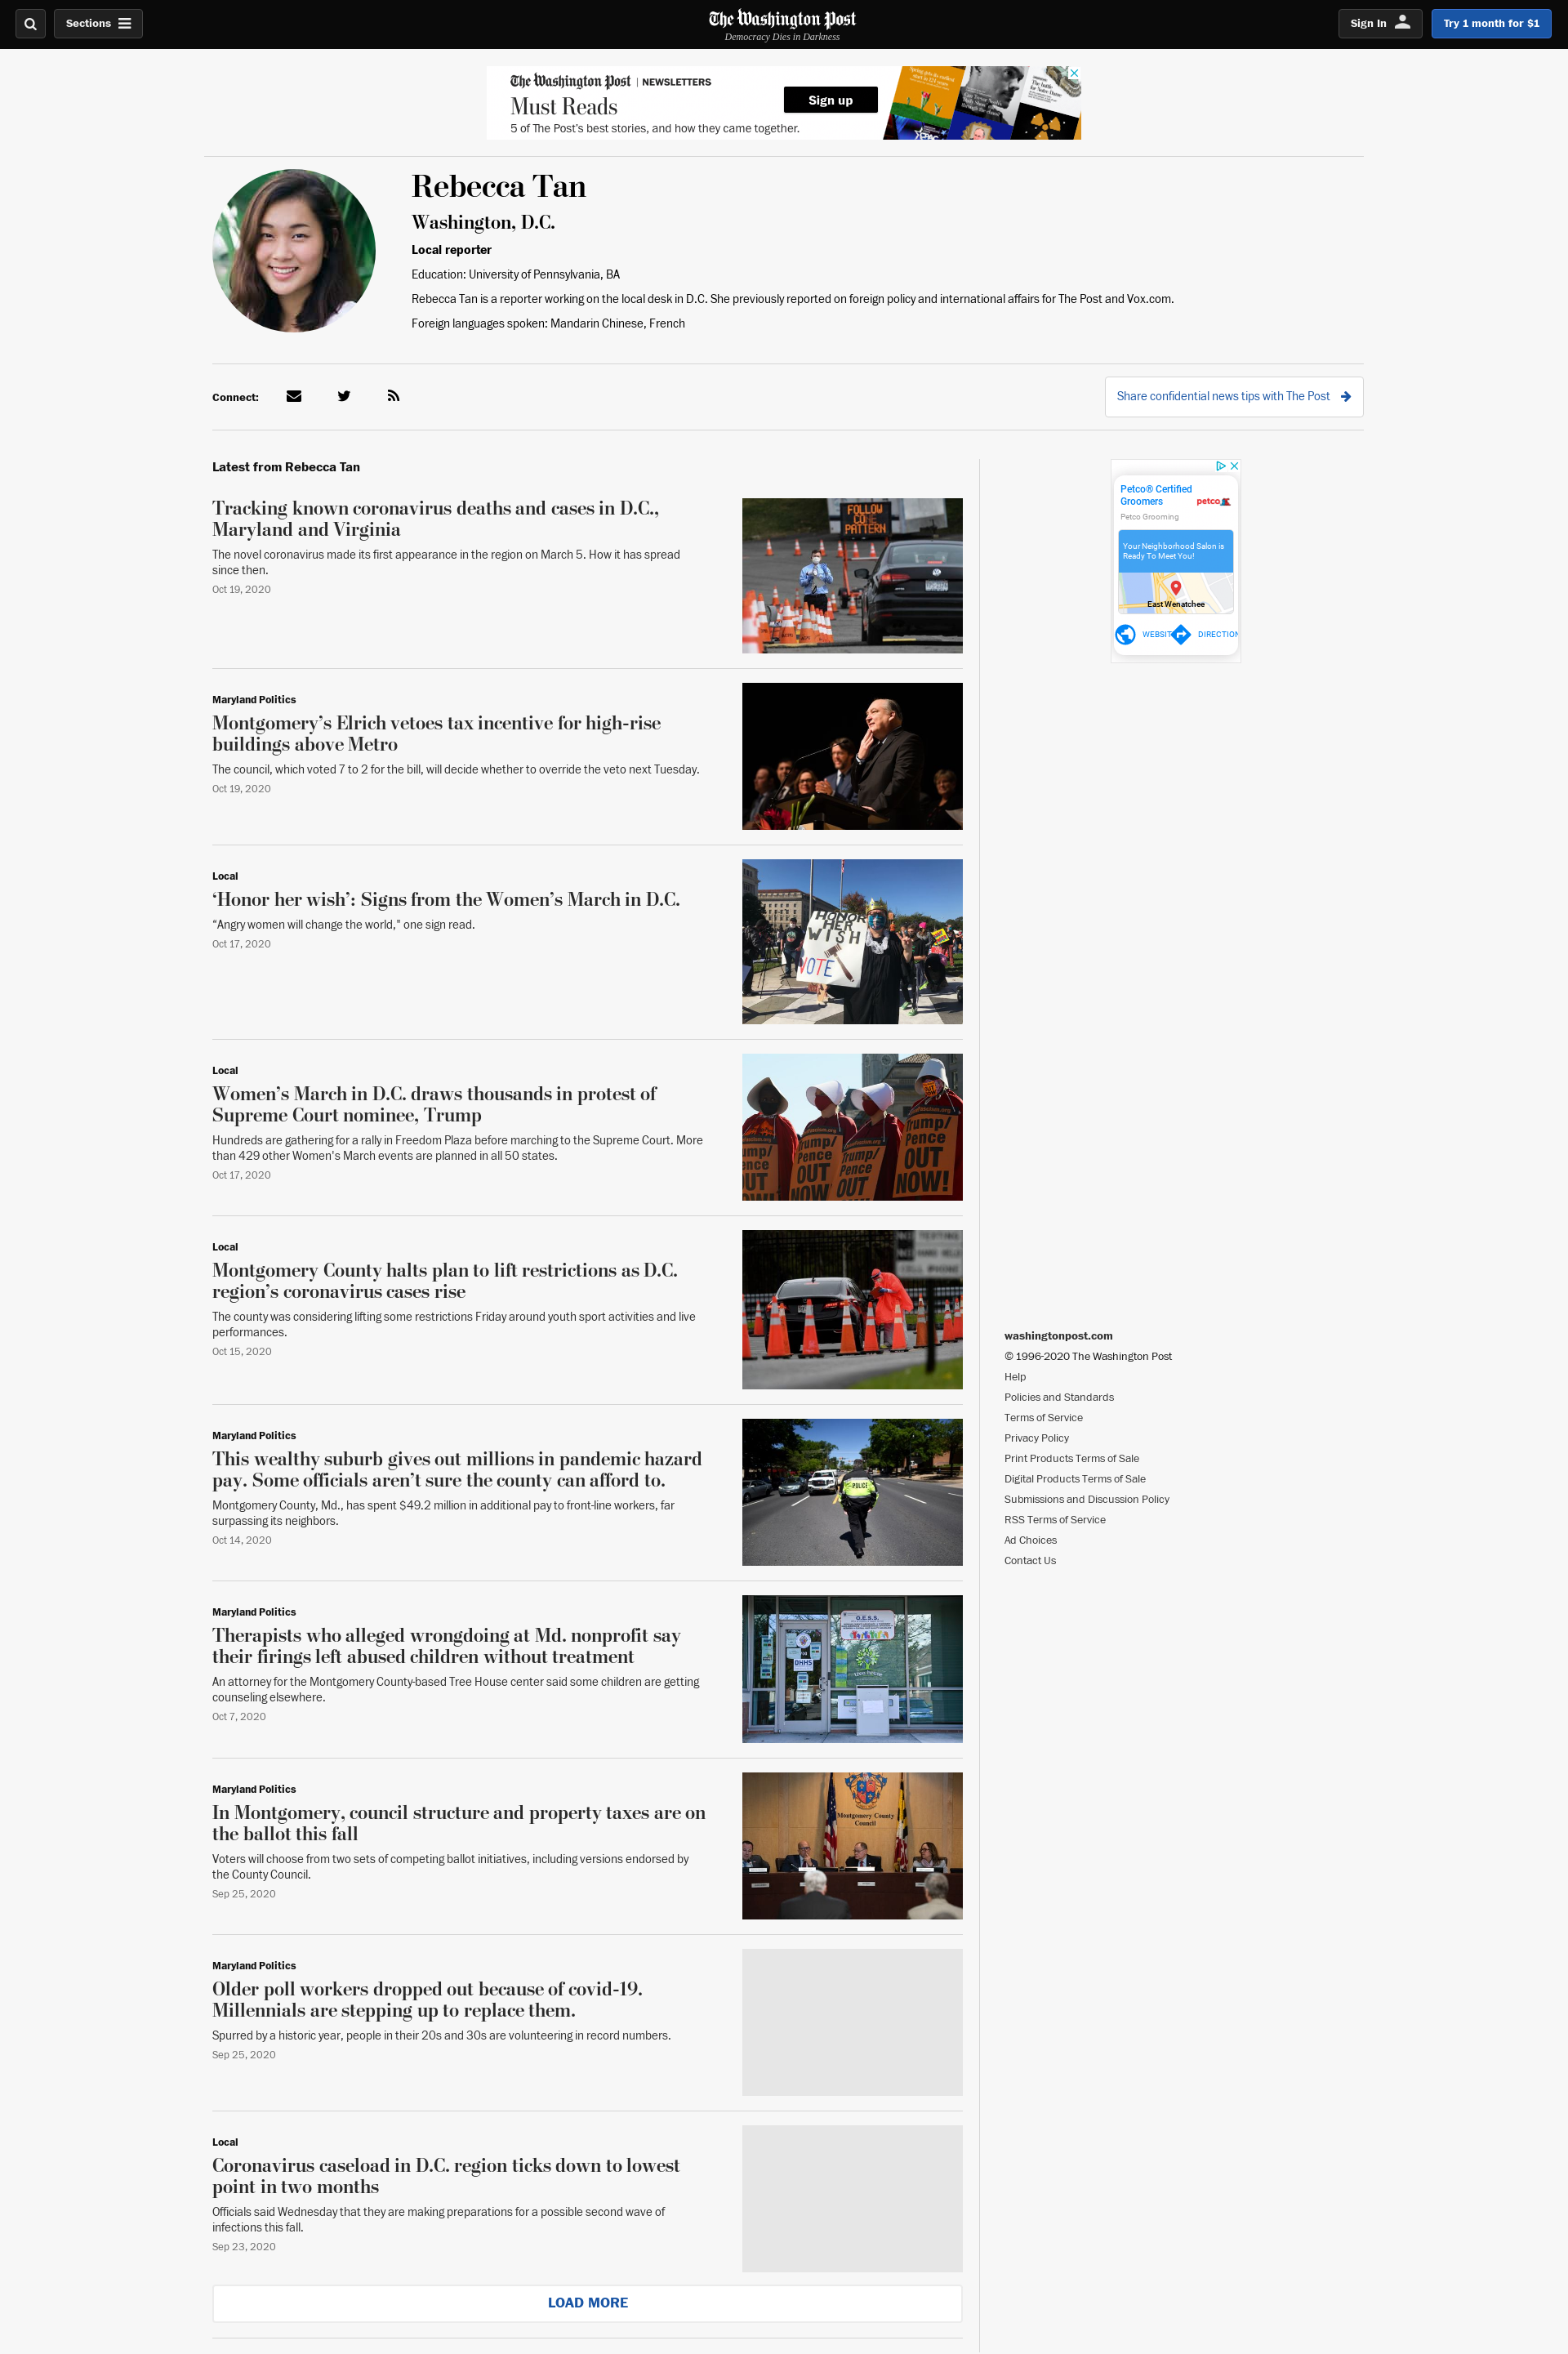 Sections
The Washington Post
Democracy Dies in Darkness
Sign In
Try 1 month for $1
The Washington Post | NEWSLETTERS
Must Reads
5 of The Post's best stories, and how they came together.
Sign up
Rebecca Tan
Washington, D.C.
Local reporter
Education: University of Pennsylvania, BA
Rebecca Tan is a reporter working on the local desk in D.C. She previously reported on foreign policy and international affairs for The Post and Vox.com.
Foreign languages spoken: Mandarin Chinese, French
Connect:
Share confidential news tips with The Post
Latest from Rebecca Tan
Tracking known coronavirus deaths and cases in D.C.,
Maryland and Virginia
The novel coronavirus made its first appearance in the region on March 5. How it has spread
since then.
Oct 19, 2020
FOLLOW
PATTERN
Maryland Politics
Montgomery’s Elrich vetoes tax incentive for high-rise
buildings above Metro
The council, which voted 7 to 2 for the bill, will decide whether to override the veto next Tuesday.
Oct 19, 2020
Local
‘Honor her wish’: Signs from the Women’s March in D.C.
“Angry women will change the world," one sign read.
Oct 17, 2020
HONOR
HER
WISH
VOTE
Local
Women’s March in D.C. draws thousands in protest of
Supreme Court nominee, Trump
Hundreds are gathering for a rally in Freedom Plaza before marching to the Supreme Court. More
than 429 other Women's March events are planned in all 50 states.
Oct 17, 2020
Trump/
Pence
OUT
NOW!
Local
Montgomery County halts plan to lift restrictions as D.C.
region’s coronavirus cases rise
The county was considering lifting some restrictions Friday around youth sport activities and live
performances.
Oct 15, 2020
Maryland Politics
This wealthy suburb gives out millions in pandemic hazard
pay. Some officials aren’t sure the county can afford to.
Montgomery County, Md., has spent $49.2 million in additional pay to front-line workers, far
surpassing its neighbors.
Oct 14, 2020
POLICE
Maryland Politics
Therapists who alleged wrongdoing at Md. nonprofit say
their firings left abused children without treatment
An attorney for the Montgomery County-based Tree House center said some children are getting
counseling elsewhere.
Oct 7, 2020
O.E.S.S.
DHHS
Maryland Politics
In Montgomery, council structure and property taxes are on
the ballot this fall
Voters will choose from two sets of competing ballot initiatives, including versions endorsed by
the County Council.
Sep 25, 2020
Montgomery County
Council
Maryland Politics
Older poll workers dropped out because of covid-19.
Millennials are stepping up to replace them.
Spurred by a historic year, people in their 20s and 30s are volunteering in record numbers.
Sep 25, 2020
Local
Coronavirus caseload in D.C. region ticks down to lowest
point in two months
Officials said Wednesday that they are making preparations for a possible second wave of
infections this fall.
Sep 23, 2020
LOAD MORE
Petco® Certified
Groomers
petco
Petco Grooming
Your Neighborhood Salon is
Ready To Meet You!
East Wenatchee
WEBSIT
DIRECTION
washingtonpost.com
© 1996-2020 The Washington Post
Help
Policies and Standards
Terms of Service
Privacy Policy
Print Products Terms of Sale
Digital Products Terms of Sale
Submissions and Discussion Policy
RSS Terms of Service
Ad Choices
Contact Us